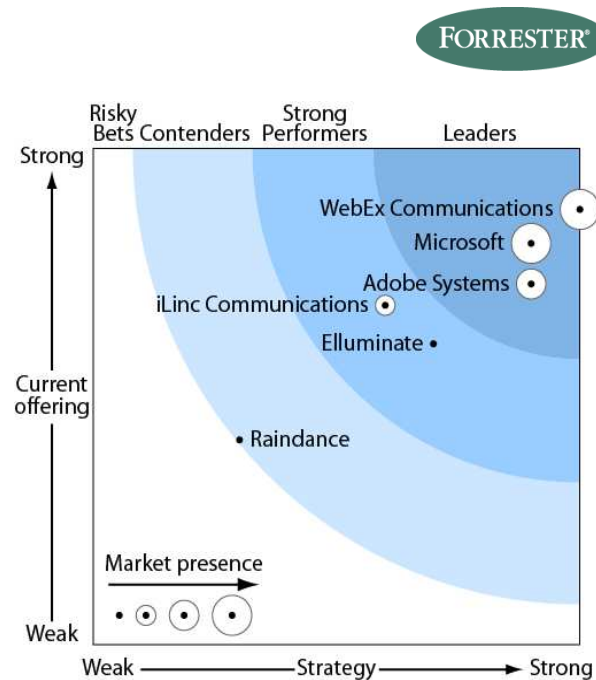 FORRESTER®
Risky
Bets Contenders
Strong
Performers
Leaders
Strong
WebEx Communications
Microsoft
Adobe Systems
iLinc Communications
Elluminate
Current
offering
Raindance
Market presence
Weak
Weak Strategy Strong